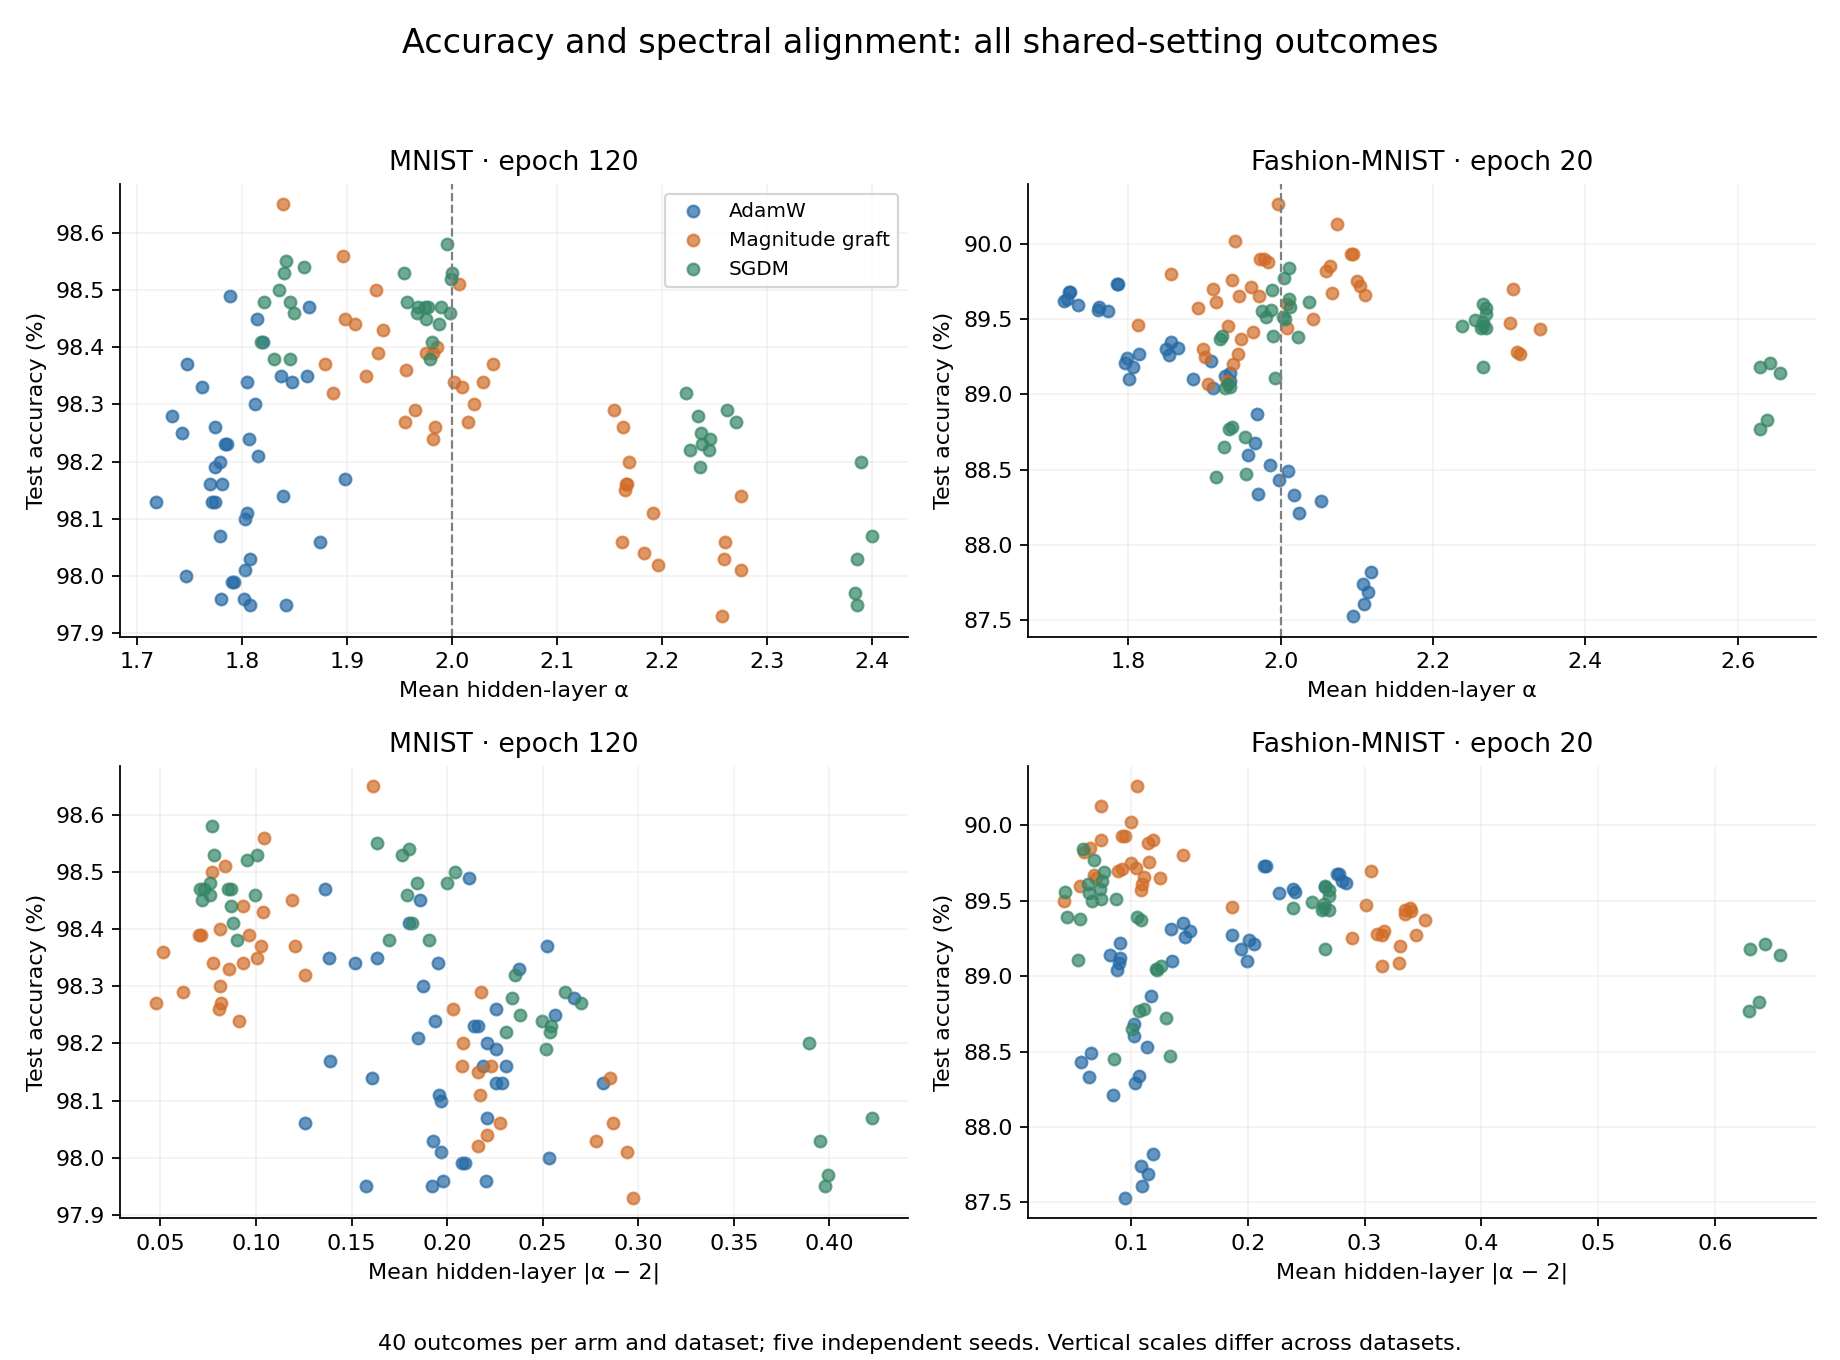 Accuracy and spectral alignment: all shared-setting outcomes
MNIST · epoch 120
Test accuracy (%)
98.6
98.5
98.4
98.3
98.2
98.1
98.0
97.9
1.7 1.8 1.9 2.0 2.1 2.2 2.3 2.4
Mean hidden-layer α
AdamW
Magnitude graft
SGDM
Fashion-MNIST · epoch 20
Test accuracy (%)
90.0
89.5
89.0
88.5
88.0
87.5
1.8 2.0 2.2 2.4 2.6
Mean hidden-layer α
MNIST · epoch 120
Test accuracy (%)
98.6
98.5
98.4
98.3
98.2
98.1
98.0
97.9
0.05 0.10 0.15 0.20 0.25 0.30 0.35 0.40
Mean hidden-layer |α − 2|
Fashion-MNIST · epoch 20
Test accuracy (%)
90.0
89.5
89.0
88.5
88.0
87.5
0.1 0.2 0.3 0.4 0.5 0.6
Mean hidden-layer |α − 2|
40 outcomes per arm and dataset; five independent seeds. Vertical scales differ across datasets.